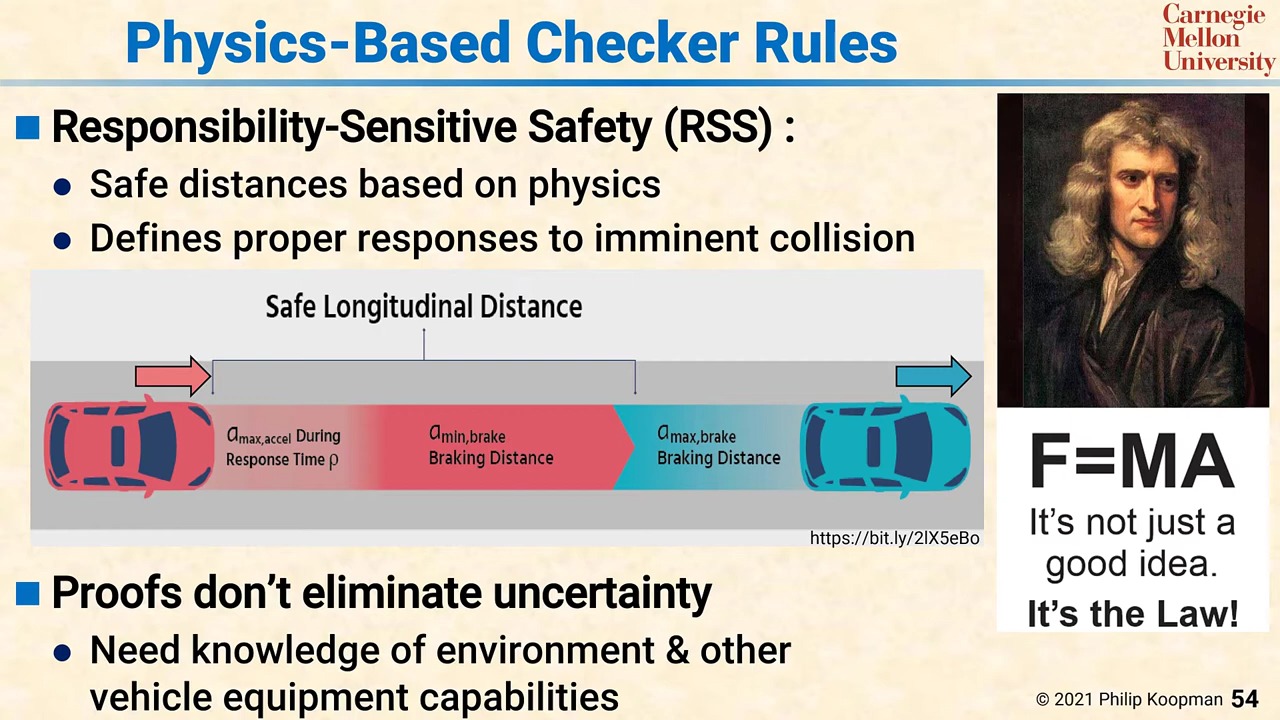 Physics-Based Checker Rules
Carnegie
Mellon
University
Responsibility-Sensitive Safety (RSS) :
Safe distances based on physics
Defines proper responses to imminent collision
Safe Longitudinal Distance
amax,accel During
Response Time ρ
amin,brake
Braking Distance
amax,brake
Braking Distance
https://bit.ly/2lX5eBo
F=MA
It's not just a
good idea.
It's the Law!
Proofs don't eliminate uncertainty
Need knowledge of environment & other
vehicle equipment capabilities
© 2021 Philip Koopman 54